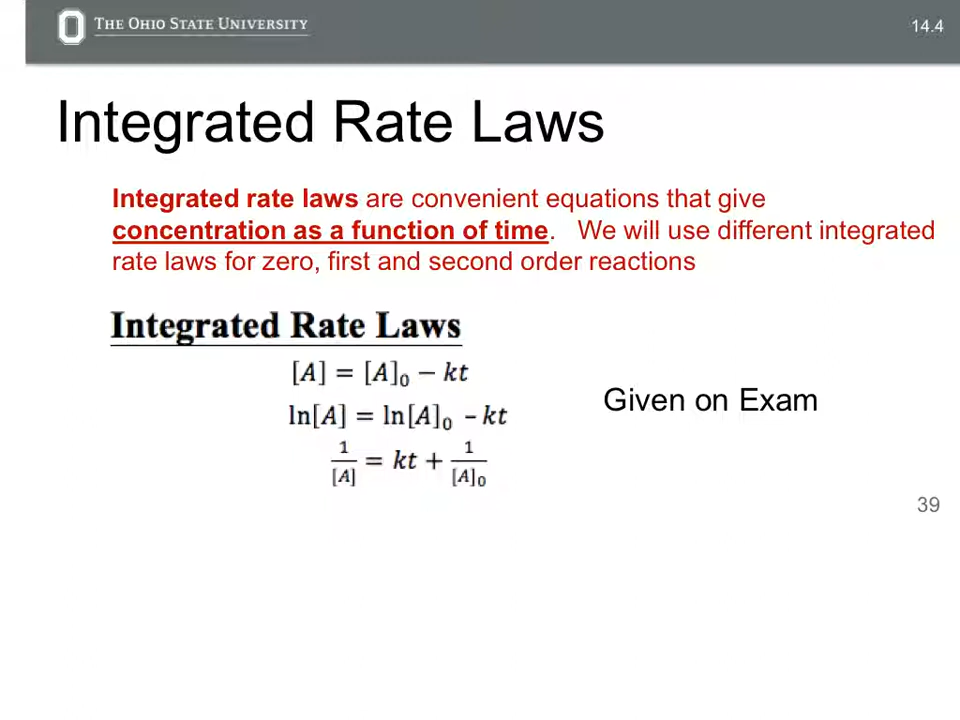 THE OHIO STATE UNIVERSITY
14.4
Integrated Rate Laws
Integrated rate laws are convenient equations that give
concentration as a function of time. We will use different integrated
rate laws for zero, first and second order reactions
Integrated Rate Laws
[A] = [A]₀ − kt
ln[A] = ln[A]₀ - kt
1/[A] = kt + 1/[A]₀
Given on Exam
39